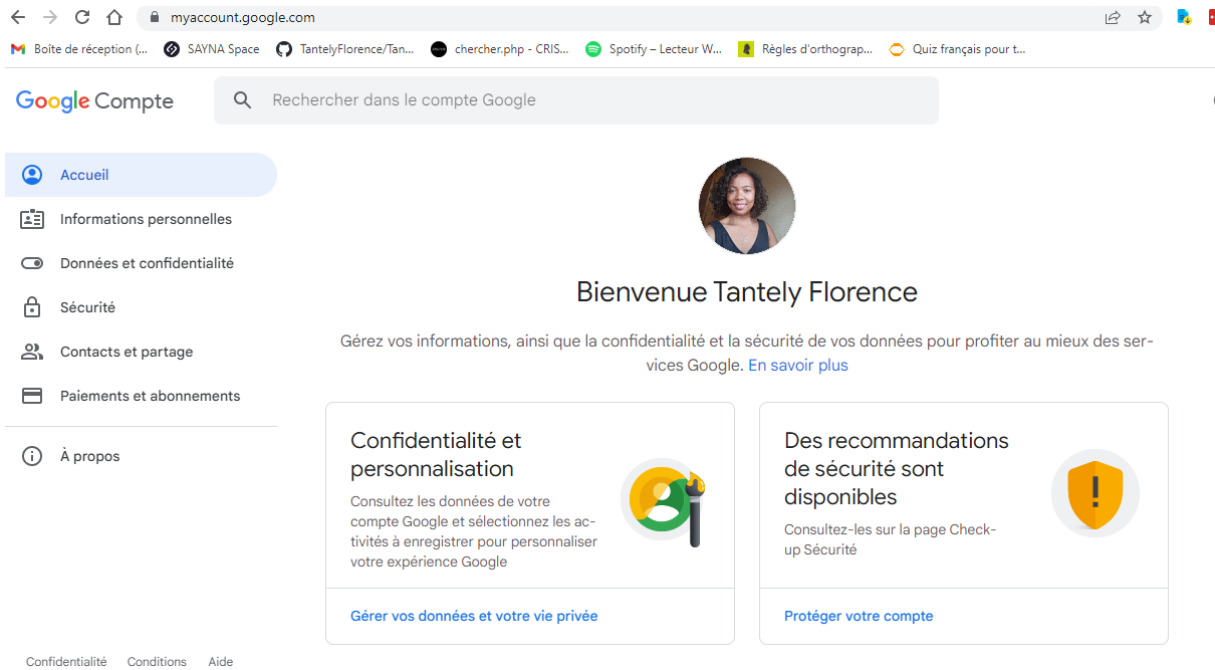 myaccount.google.com
Boîte de réception (... SAYNA Space TantelyFlorence/Tan... chercher.php - CRIS... Spotify – Lecteur W... Règles d'orthograp... Quiz français pour t...
Google Compte
Rechercher dans le compte Google
Accueil
Informations personnelles
Données et confidentialité
Sécurité
Contacts et partage
Paiements et abonnements
À propos
Bienvenue Tantely Florence
Gérez vos informations, ainsi que la confidentialité et la sécurité de vos données pour profiter au mieux des ser-
vices Google. En savoir plus
Confidentialité et
personnalisation
Consultez les données de votre
compte Google et sélectionnez les ac-
tivités à enregistrer pour personnaliser
votre expérience Google
Gérer vos données et votre vie privée
Des recommandations
de sécurité sont
disponibles
Consultez-les sur la page Check-
up Sécurité
Protéger votre compte
Confidentialité Conditions Aide